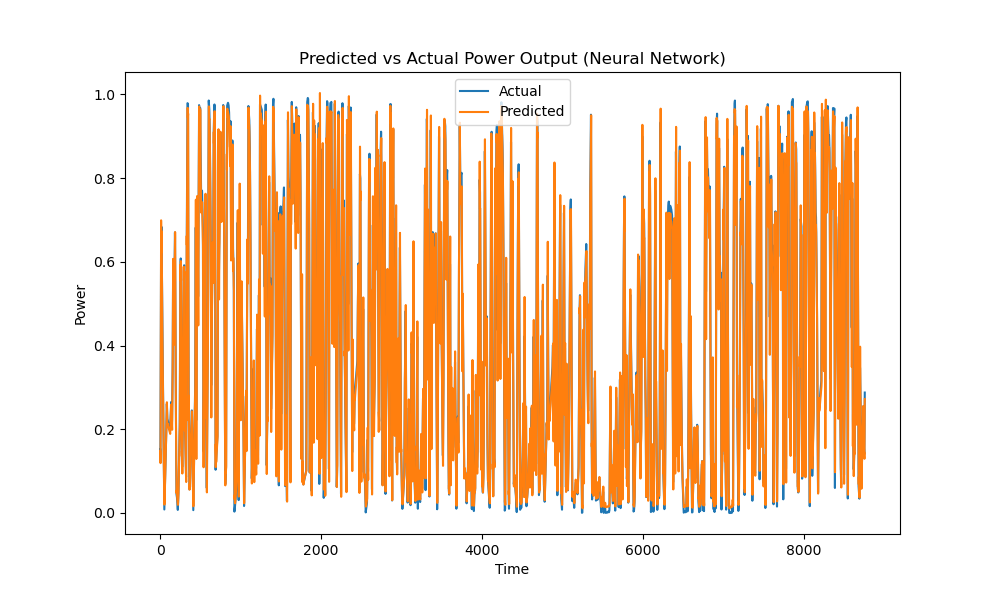 Predicted vs Actual Power Output (Neural Network)
Actual
Predicted
1.0
0.8
0.6
0.4
0.2
0.0
Power
0
2000
4000
6000
8000
Time